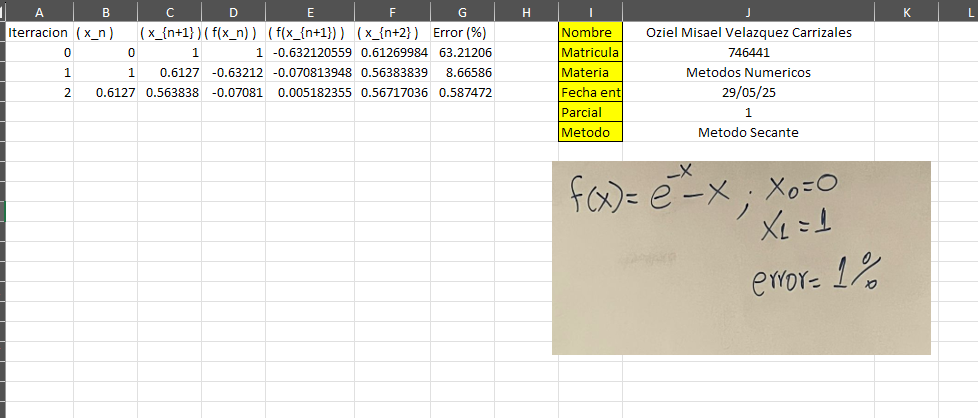 A B C D E F G H I J K L
Iterracion ( x_n ) ( x_{n+1} ) ( f(x_n) ) ( f(x_{n+1}) ) ( x_{n+2} ) Error (%)
0 0 1 1 -0.632120559 0.61269984 63.21206
1 1 0.6127 -0.63212 -0.070813948 0.56383839 8.66586
2 0.6127 0.563838 -0.07081 0.005182355 0.56717036 0.587472
Nombre Oziel Misael Velazquez Carrizales
Matricula 746441
Materia Metodos Numericos
Fecha ent 29/05/25
Parcial 1
Metodo Metodo Secante
f(x)= e^-x - x ; x₀=0
x₁=1
error= 1%